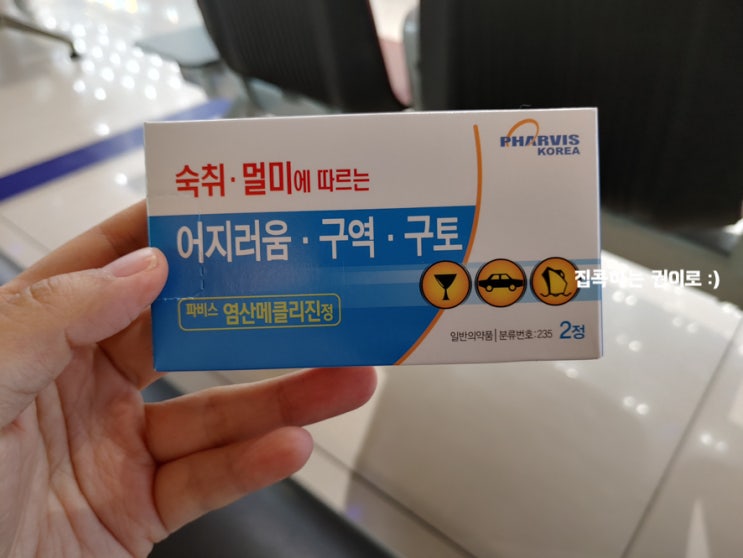 PHARVIS
KOREA
숙취·멀미에 따르는
어지러움·구역·구토
파비스 염산메클리진정
집콕하는 권이로 :)
일반의약품|분류번호:235 2정